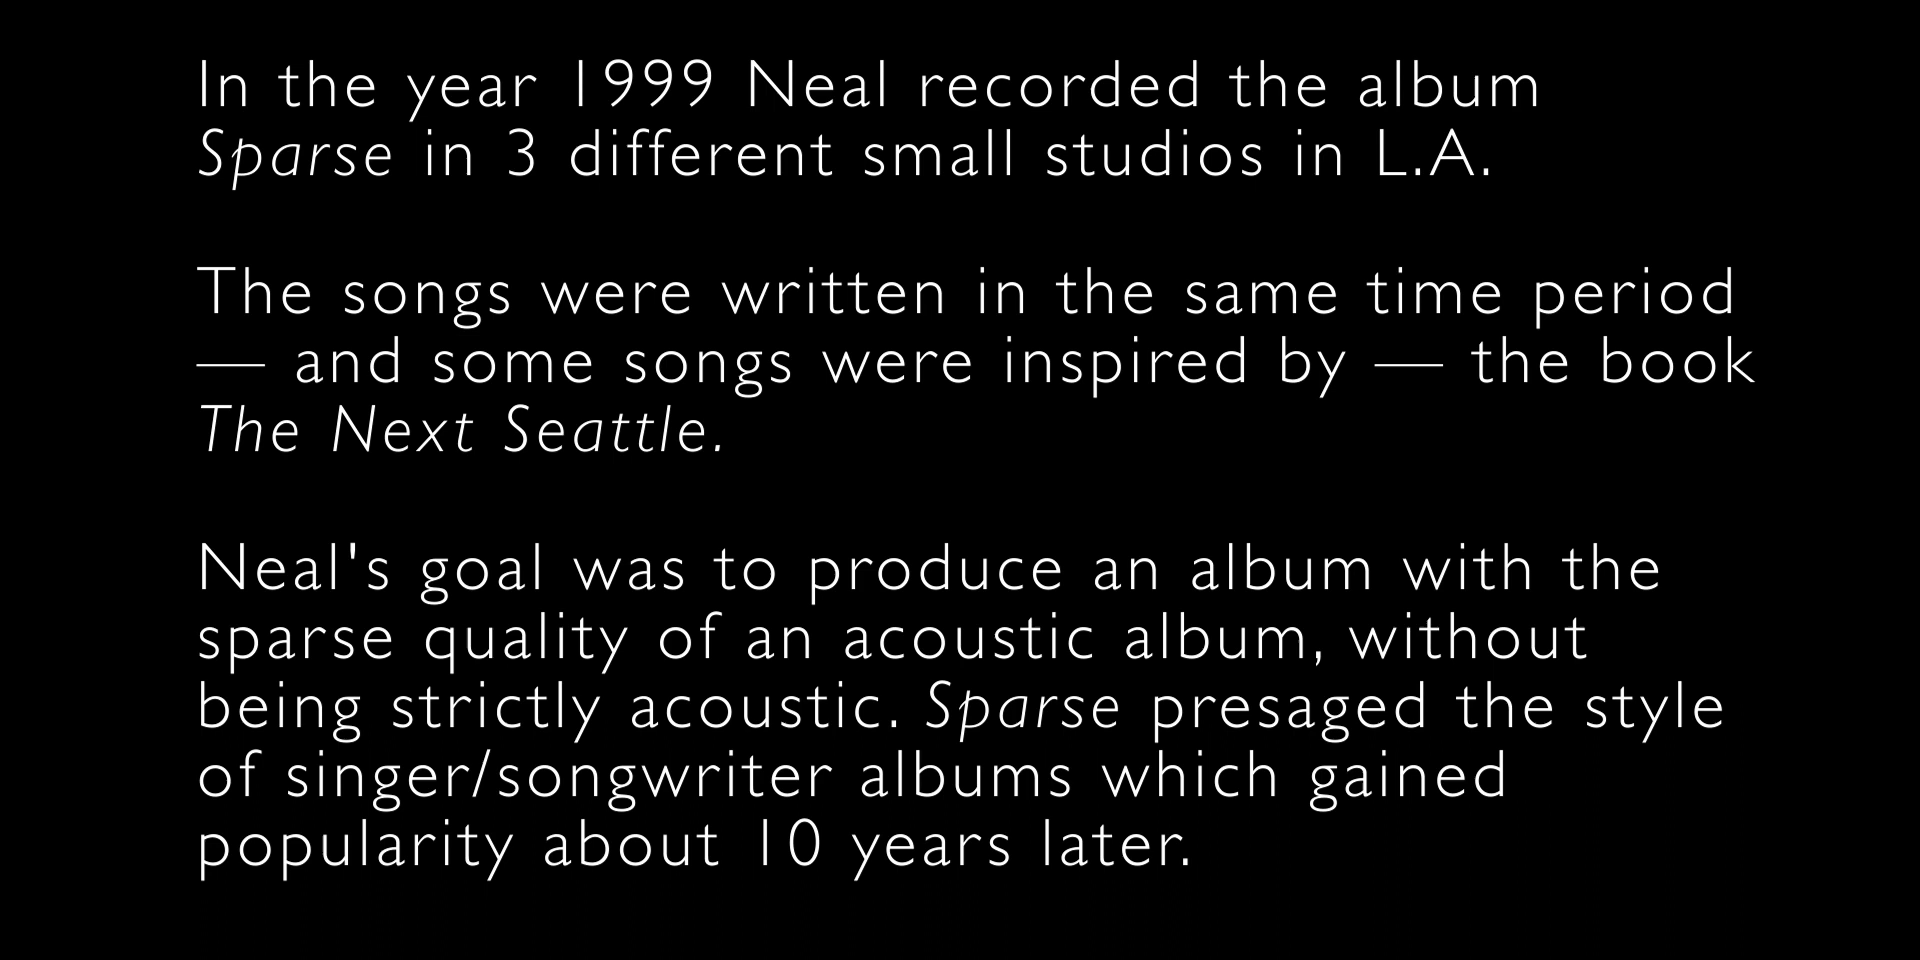 In the year 1999 Neal recorded the album
Sparse in 3 different small studios in L.A.
The songs were written in the same time period
— and some songs were inspired by — the book
The Next Seattle.
Neal's goal was to produce an album with the
sparse quality of an acoustic album, without
being strictly acoustic. Sparse presaged the style
of singer/songwriter albums which gained
popularity about 10 years later.